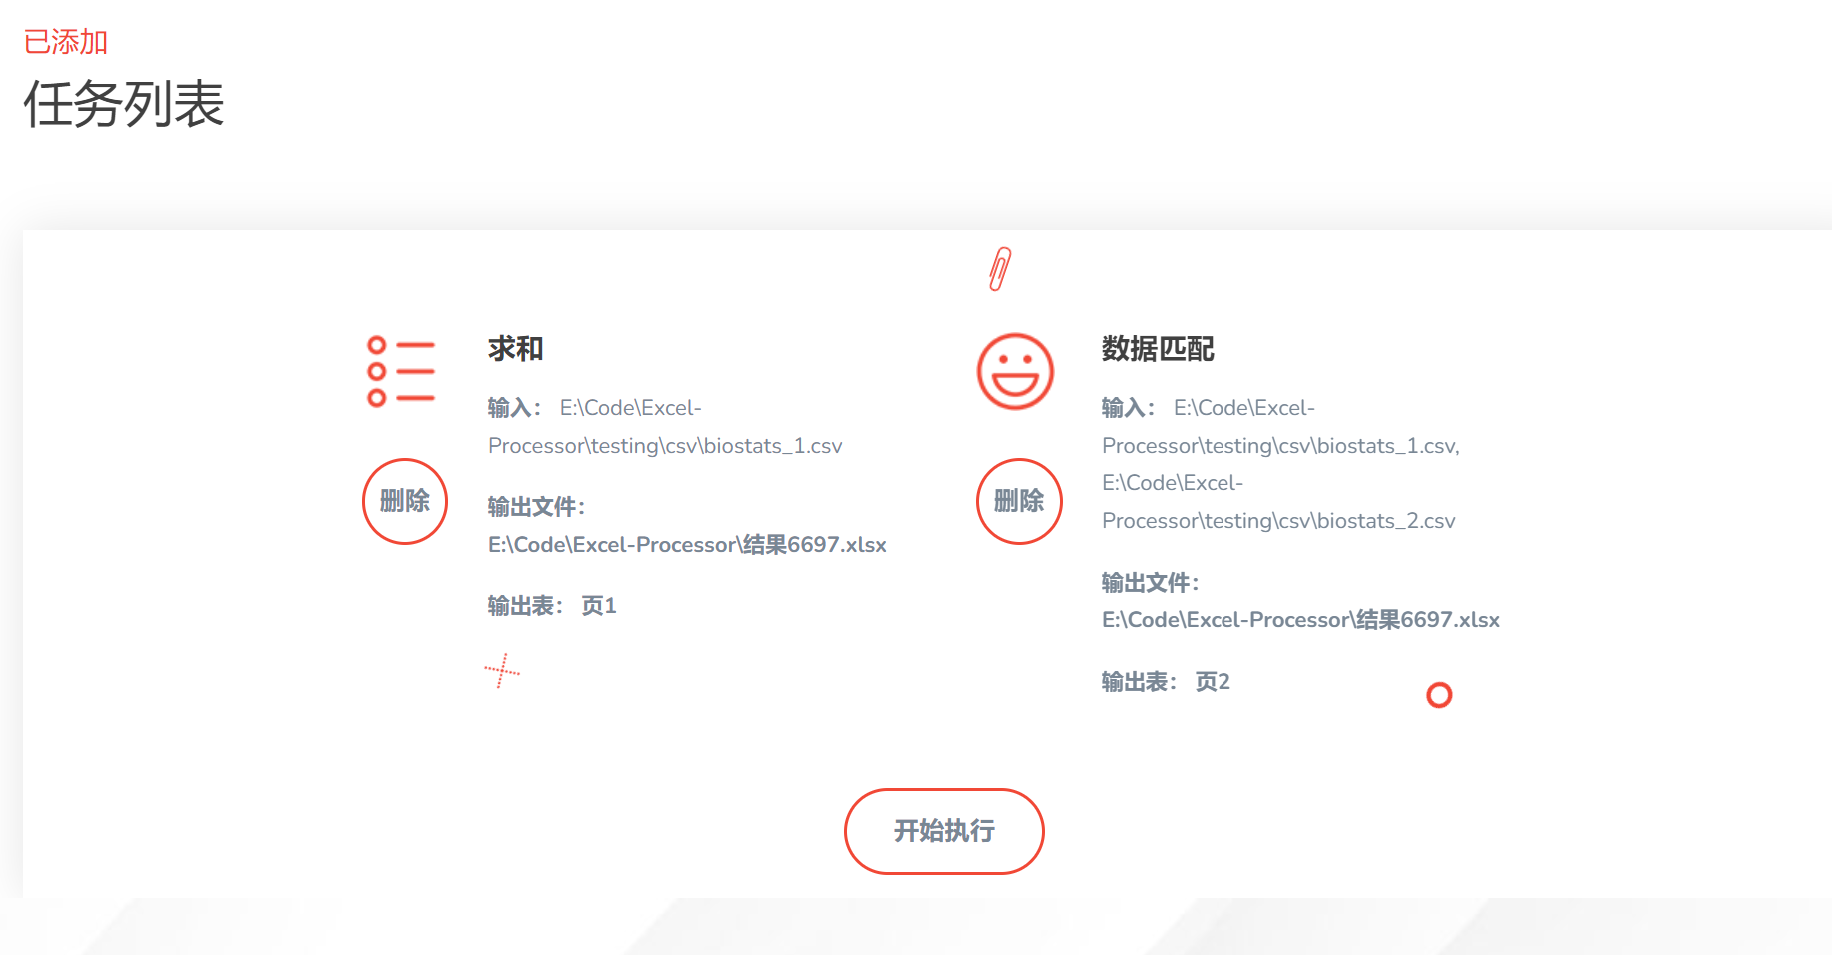 已添加
任务列表
求和
输入： E:\Code\Excel-
Processor\testing\csv\biostats_1.csv
删除
输出文件：
E:\Code\Excel-Processor\结果6697.xlsx
输出表： 页1
数据匹配
输入： E:\Code\Excel-
Processor\testing\csv\biostats_1.csv,
E:\Code\Excel-
Processor\testing\csv\biostats_2.csv
删除
输出文件：
E:\Code\Excel-Processor\结果6697.xlsx
输出表： 页2
开始执行